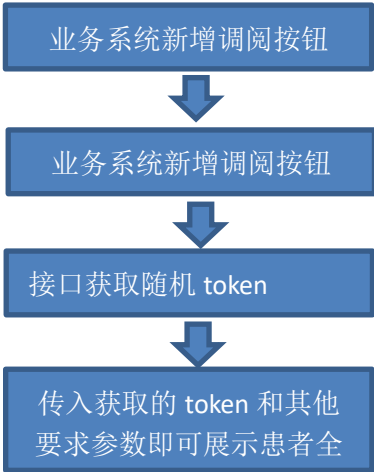 业务系统新增调阅按钮
业务系统新增调阅按钮
接口获取随机 token
传入获取的 token 和其他
要求参数即可展示患者全